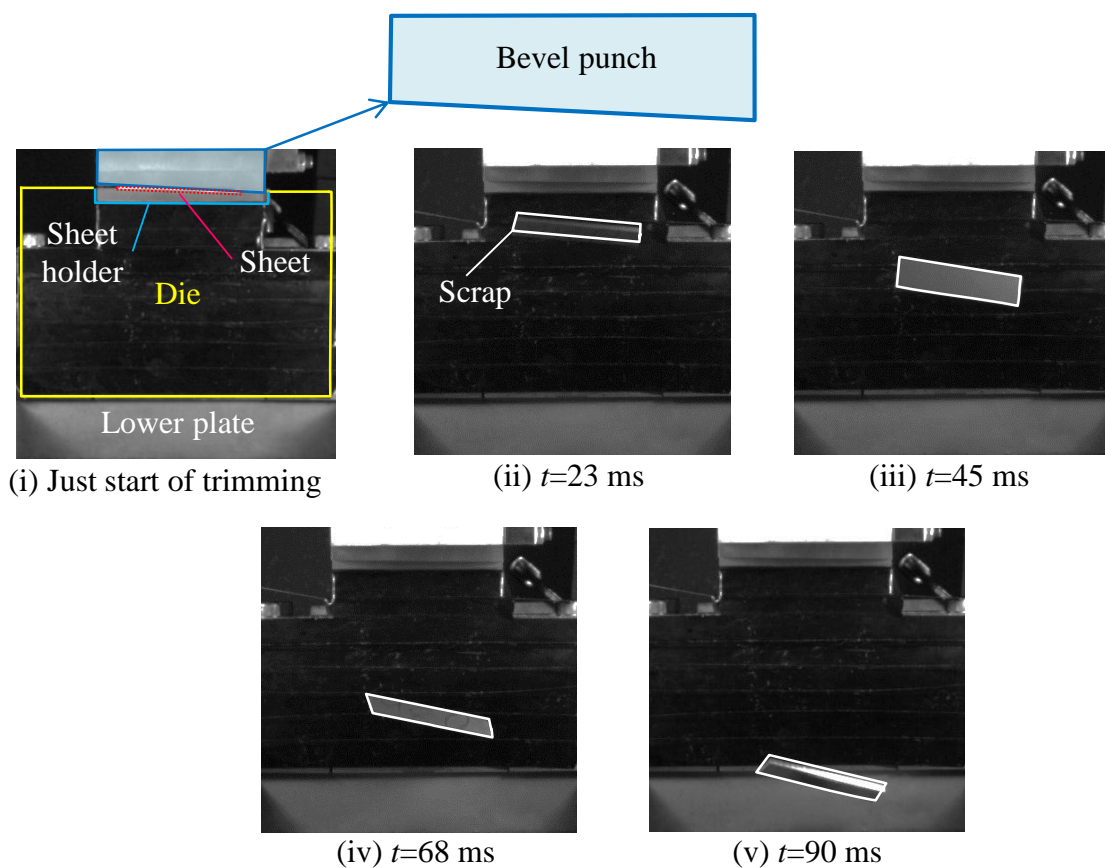 Bevel punch
Sheet
holder
Sheet
Die
Lower plate
(i) Just start of trimming
Scrap
(ii) t=23 ms
(iii) t=45 ms
(iv) t=68 ms
(v) t=90 ms